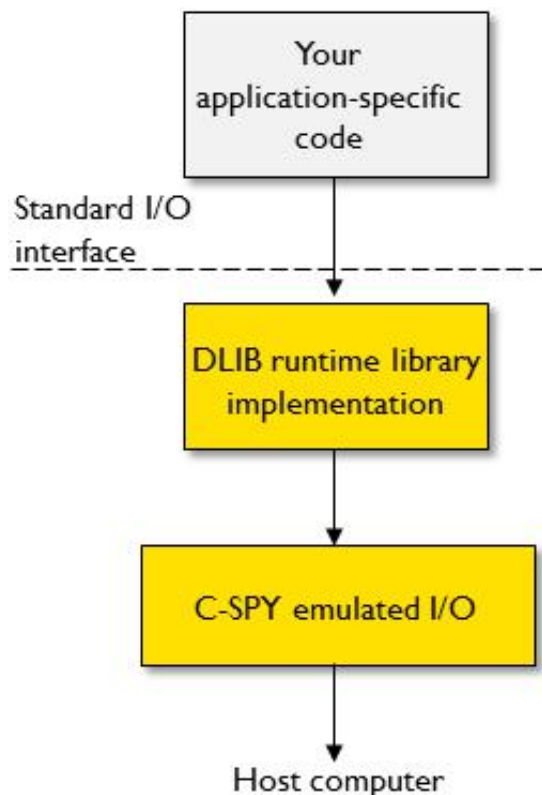 Your
application-specific
code
Standard I/O
interface
DLIB runtime library
implementation
C-SPY emulated I/O
Host computer